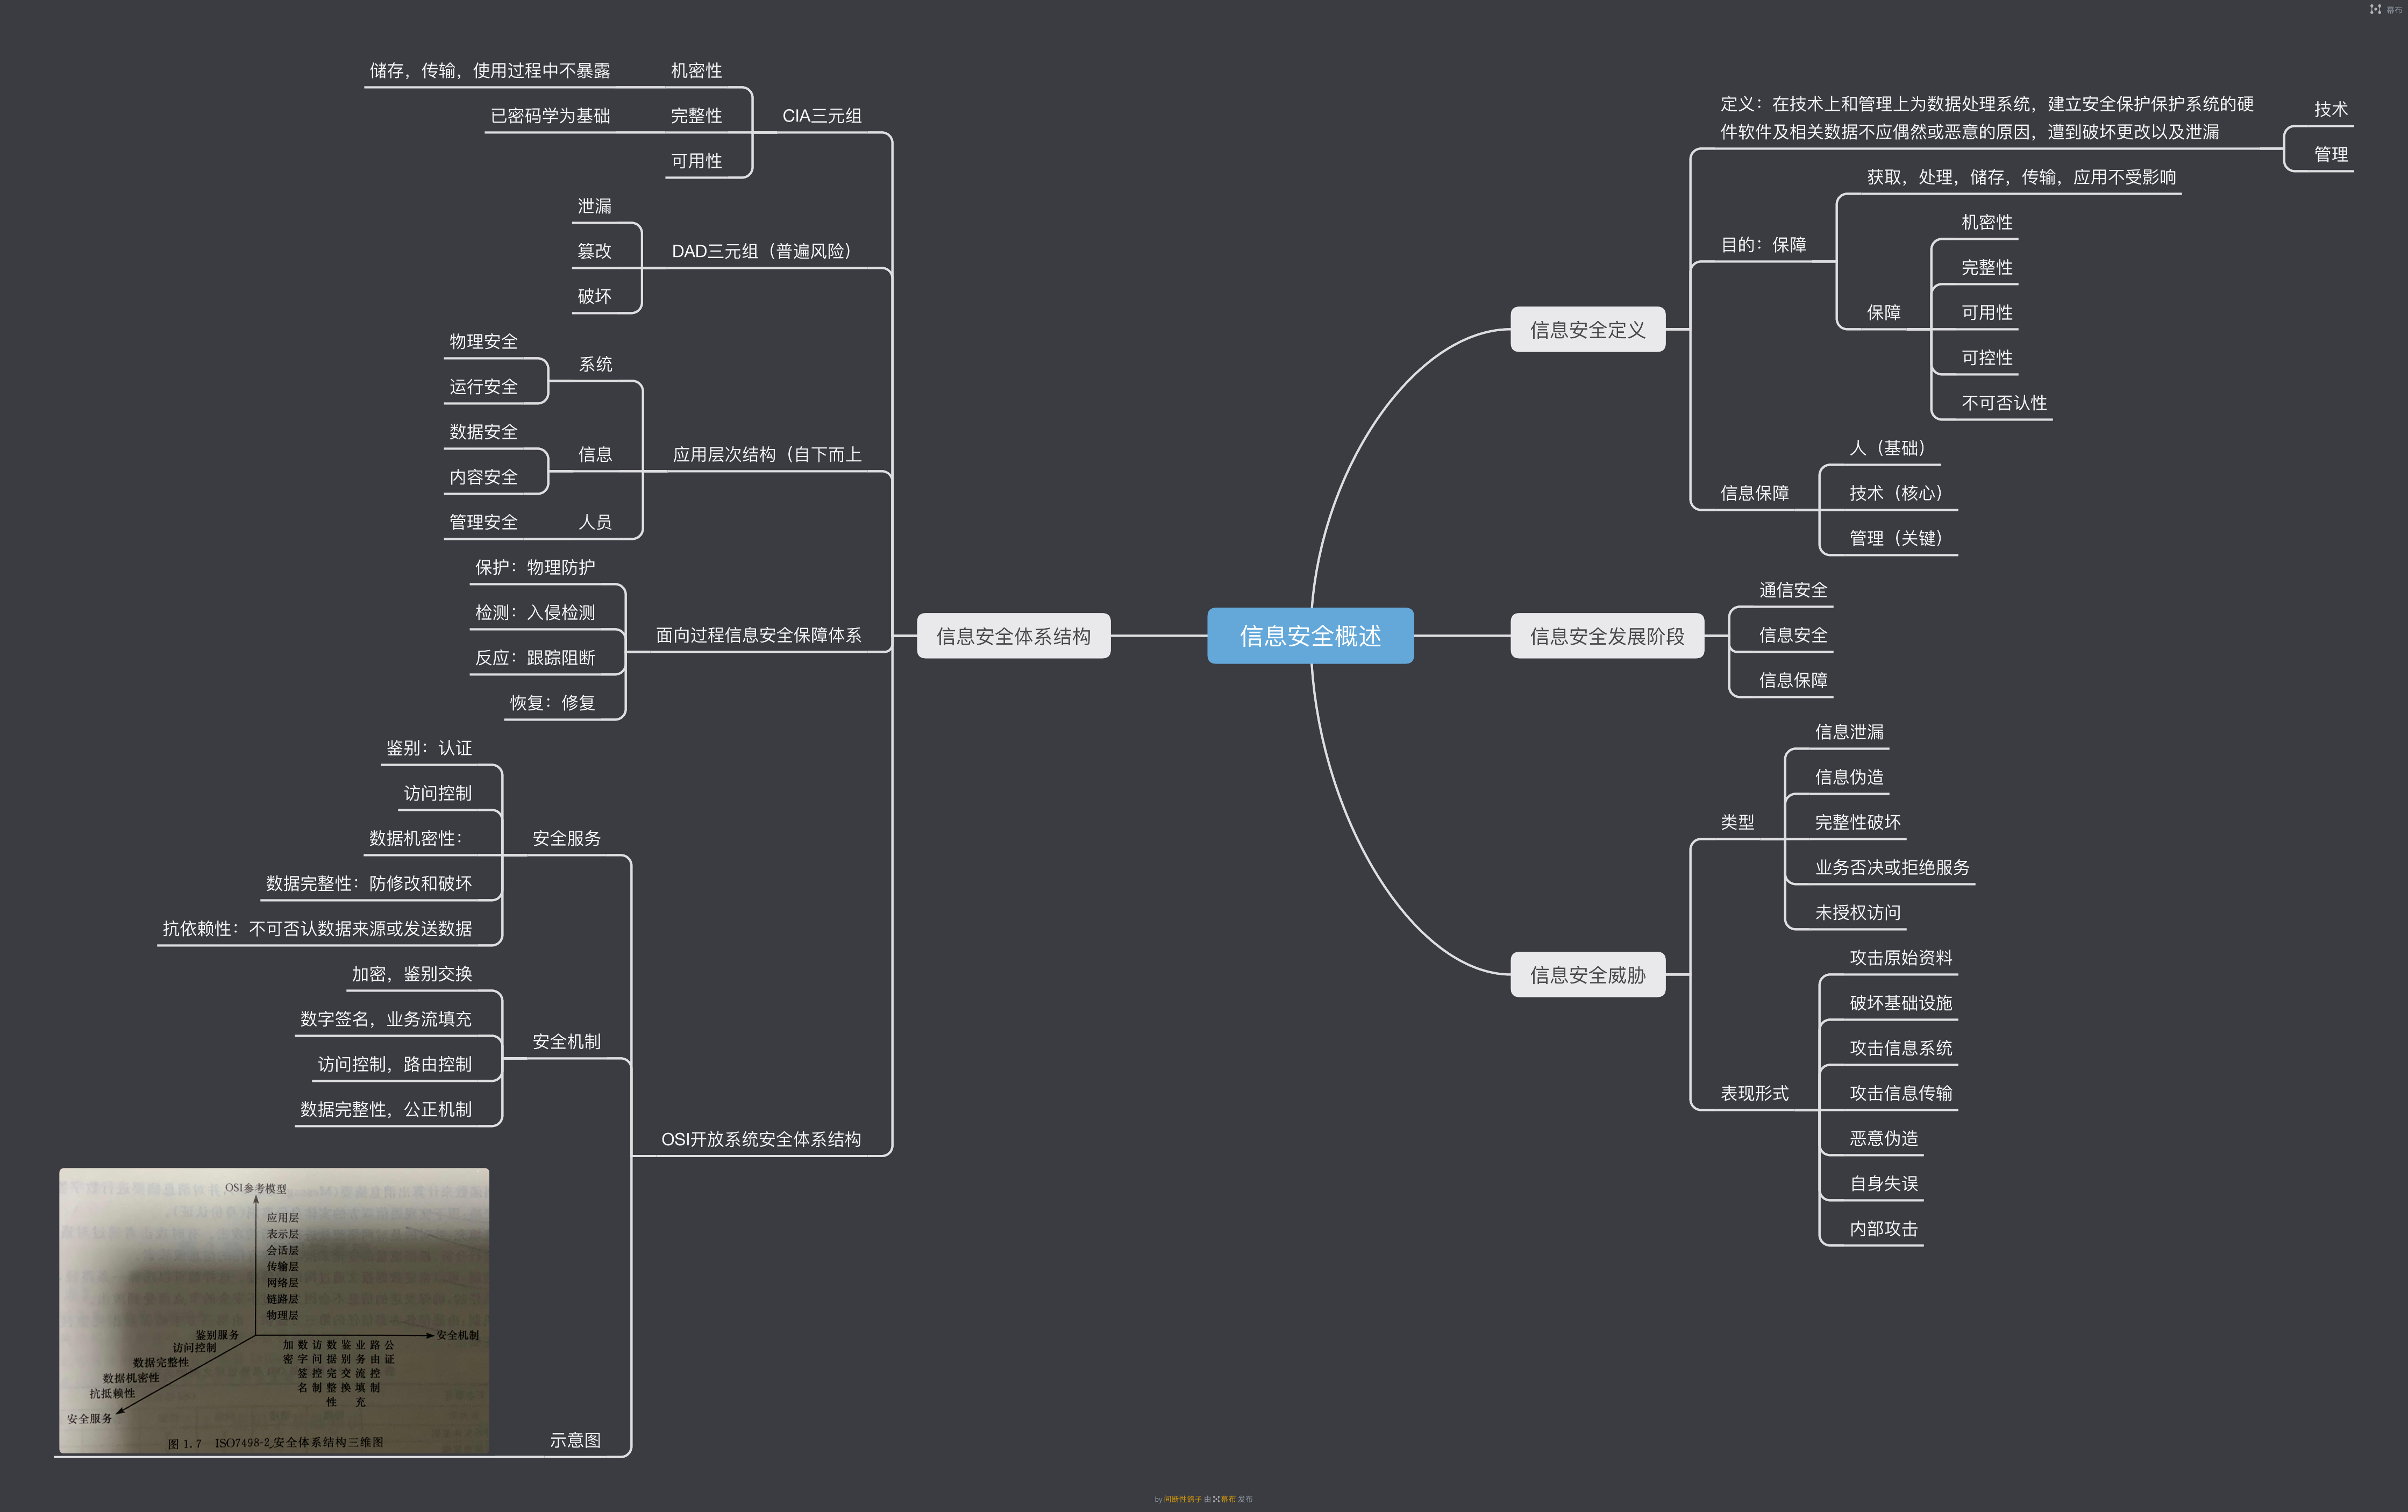 幕布
信息安全概述
信息安全定义
定义：在技术上和管理上为数据处理系统，建立安全保护保护系统的硬
件软件及相关数据不应偶然或恶意的原因，遭到破坏更改以及泄漏
技术
管理
目的：保障
获取，处理，储存，传输，应用不受影响
保障
机密性
完整性
可用性
可控性
不可否认性
信息保障
人（基础）
技术（核心）
管理（关键）
信息安全发展阶段
通信安全
信息安全
信息保障
信息安全威胁
类型
信息泄漏
信息伪造
完整性破坏
业务否决或拒绝服务
未授权访问
表现形式
攻击原始资料
破坏基础设施
攻击信息系统
攻击信息传输
恶意伪造
自身失误
内部攻击
信息安全体系结构
CIA三元组
机密性
储存，传输，使用过程中不暴露
完整性
已密码学为基础
可用性
DAD三元组（普遍风险）
泄漏
篡改
破坏
应用层次结构（自下而上
系统
物理安全
运行安全
信息
数据安全
内容安全
人员
管理安全
面向过程信息安全保障体系
保护：物理防护
检测：入侵检测
反应：跟踪阻断
恢复：修复
OSI开放系统安全体系结构
安全服务
鉴别：认证
访问控制
数据机密性：
数据完整性：防修改和破坏
抗依赖性：不可否认数据来源或发送数据
安全机制
加密，鉴别交换
数字签名，业务流填充
访问控制，路由控制
数据完整性，公正机制
示意图
OSI参考模型
应用层
表示层
会话层
传输层
网络层
链路层
物理层
安全机制
加密
数字签名
访问控制
数据完整性
鉴别交换
业务流填充
路由控制
公证
鉴别服务
访问控制
数据完整性
数据机密性
抗抵赖性
安全服务
图 1.7 ISO7498-2 安全体系结构三维图
by 间断性鸽子 由 幕布 发布